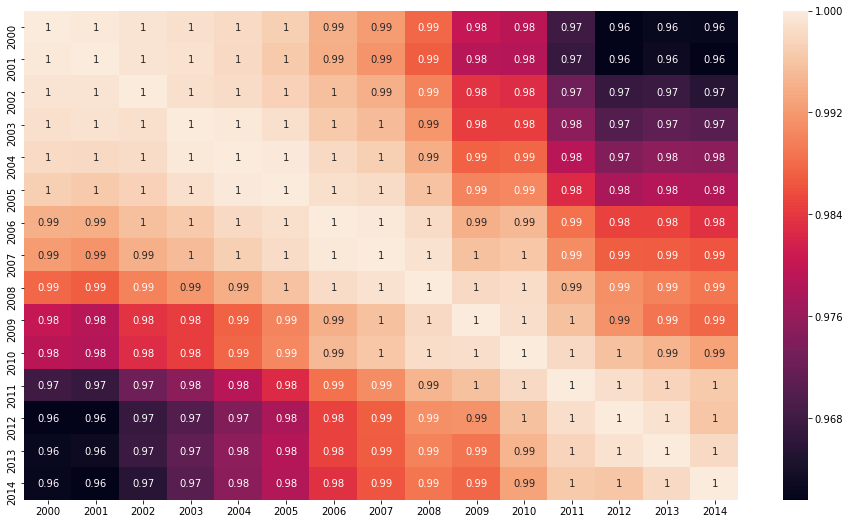 2000 1 1 1 1 1 1 0.99 0.99 0.99 0.98 0.98 0.97 0.96 0.96 0.96 1.000
2001 1 1 1 1 1 1 0.99 0.99 0.99 0.98 0.98 0.97 0.96 0.96 0.96
2002 1 1 1 1 1 1 1 0.99 0.99 0.98 0.98 0.97 0.97 0.97 0.97 0.992
2003 1 1 1 1 1 1 1 1 0.99 0.98 0.98 0.98 0.97 0.97 0.97
2004 1 1 1 1 1 1 1 1 0.99 0.99 0.99 0.98 0.97 0.98 0.98
2005 1 1 1 1 1 1 1 1 1 0.99 0.99 0.98 0.98 0.98 0.98
2006 0.99 0.99 1 1 1 1 1 1 1 0.99 0.99 0.99 0.98 0.98 0.98 0.984
2007 0.99 0.99 0.99 1 1 1 1 1 1 1 1 0.99 0.99 0.99 0.99
2008 0.99 0.99 0.99 0.99 0.99 1 1 1 1 1 1 0.99 0.99 0.99 0.99
2009 0.98 0.98 0.98 0.98 0.99 0.99 0.99 1 1 1 1 1 0.99 0.99 0.99 0.976
2010 0.98 0.98 0.98 0.98 0.99 0.99 0.99 1 1 1 1 1 1 0.99 0.99
2011 0.97 0.97 0.97 0.98 0.98 0.98 0.99 0.99 0.99 1 1 1 1 1 1
2012 0.96 0.96 0.97 0.97 0.97 0.98 0.98 0.99 0.99 0.99 1 1 1 1 1 0.968
2013 0.96 0.96 0.97 0.97 0.98 0.98 0.98 0.99 0.99 0.99 0.99 1 1 1 1
2014 0.96 0.96 0.97 0.97 0.98 0.98 0.98 0.99 0.99 0.99 0.99 1 1 1 1
2000 2001 2002 2003 2004 2005 2006 2007 2008 2009 2010 2011 2012 2013 2014